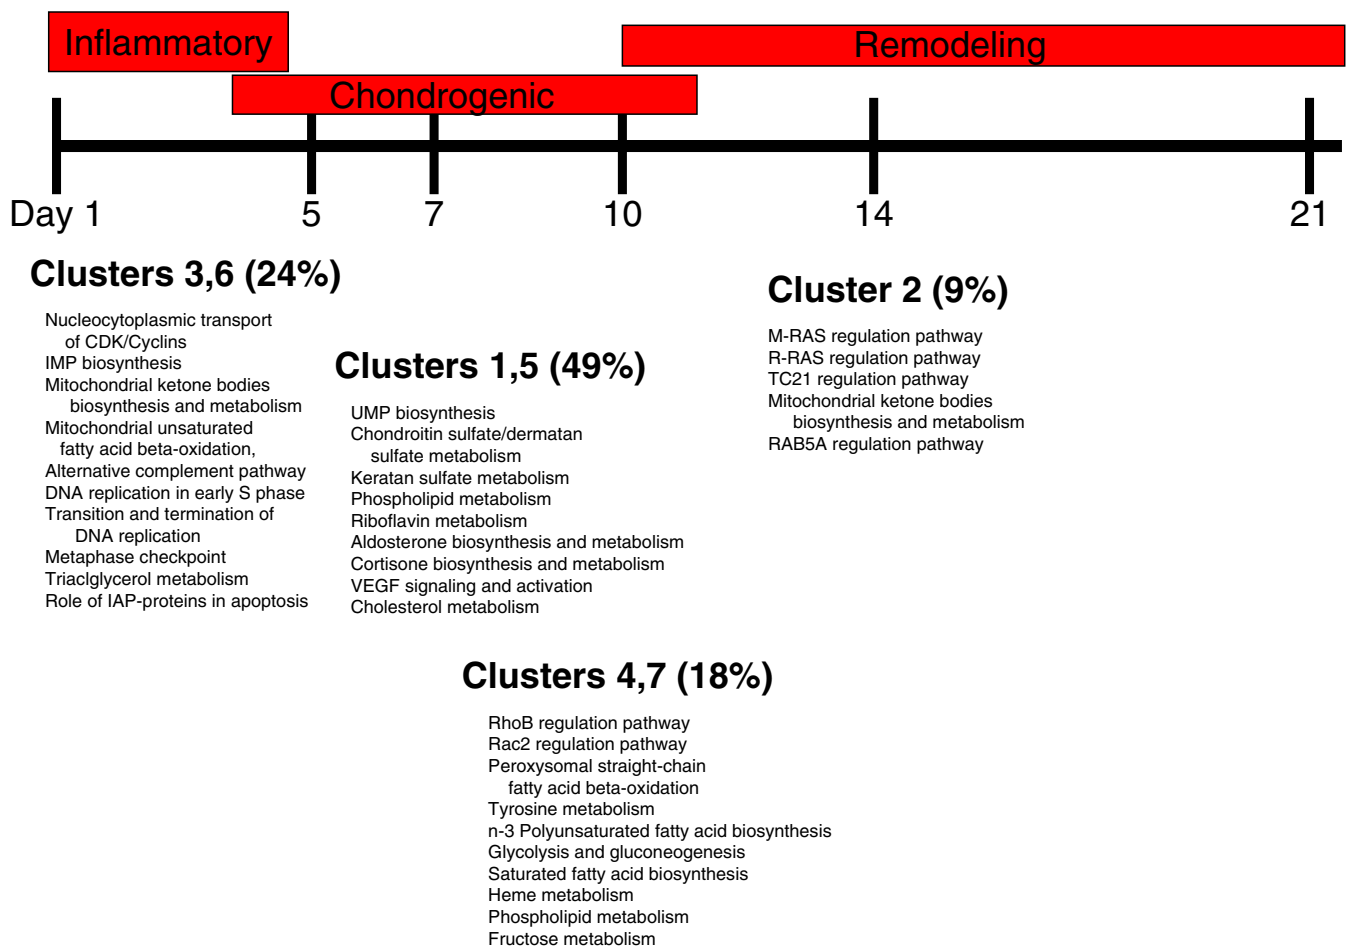 Inflammatory
Remodeling
Chondrogenic
Day 1
5
7
10
14
21
Clusters 3,6 (24%)
Nucleocytoplasmic transport
of CDK/Cyclins
IMP biosynthesis
Mitochondrial ketone bodies
biosynthesis and metabolism
Mitochondrial unsaturated
fatty acid beta-oxidation,
Alternative complement pathway
DNA replication in early S phase
Transition and termination of
DNA replication
Metaphase checkpoint
Triaclglycerol metabolism
Role of IAP-proteins in apoptosis
Clusters 1,5 (49%)
UMP biosynthesis
Chondroitin sulfate/dermatan
sulfate metabolism
Keratan sulfate metabolism
Phospholipid metabolism
Riboflavin metabolism
Aldosterone biosynthesis and metabolism
Cortisone biosynthesis and metabolism
VEGF signaling and activation
Cholesterol metabolism
Cluster 2 (9%)
M-RAS regulation pathway
R-RAS regulation pathway
TC21 regulation pathway
Mitochondrial ketone bodies
biosynthesis and metabolism
RAB5A regulation pathway
Clusters 4,7 (18%)
RhoB regulation pathway
Rac2 regulation pathway
Peroxysomal straight-chain
fatty acid beta-oxidation
Tyrosine metabolism
n-3 Polyunsaturated fatty acid biosynthesis
Glycolysis and gluconeogenesis
Saturated fatty acid biosynthesis
Heme metabolism
Phospholipid metabolism
Fructose metabolism